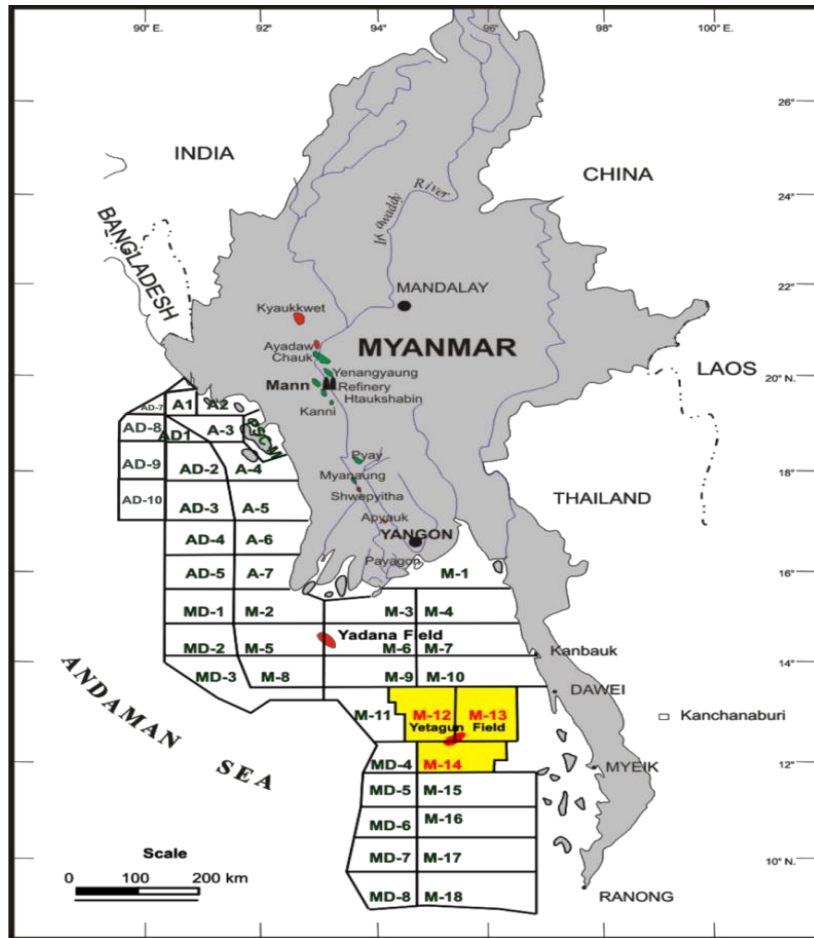 90° E.
92°
94°
96°
98°
100° E.
26°
INDIA
CHINA
Irrawaddy River
24°
BANGLADESH
22°
MANDALAY
Kyaukkwet
MYANMAR
Ayadaw
Chauk
LAOS
Yenangyaung
20° N.
Mann
Refinery
Htaukshabin
Kanni
AD-7
A1
A2
PSC-M
AD-8
AD1
A-3
Pyay
AD-9
AD-2
A-4
18°
Myanaung
Shwepyitha
THAILAND
AD-10
AD-3
A-5
Apyauk
YANGON
AD-4
A-6
Payagon
16°
AD-5
A-7
M-1
MD-1
M-2
M-3
M-4
Yadana Field
MD-2
M-5
M-6
M-7
Kanbauk
14°
MD-3
M-8
M-9
M-10
DAWEI
ANDAMAN
SEA
M-11
M-12
M-13
Kanchanaburi
Yetagun Field
12°
MD-4
M-14
MYEIK
MD-5
M-15
MD-6
M-16
Scale
MD-7
M-17
10° N.
0 100 200 km
MD-8
M-18
RANONG